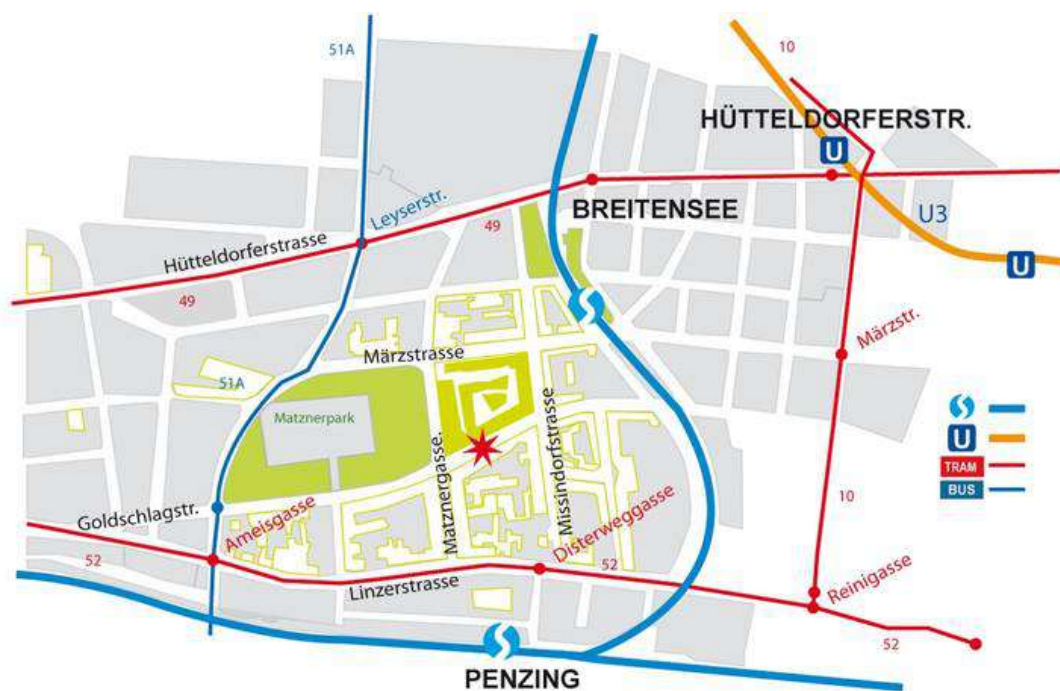 51A
10
HÜTTELDORFERSTR.
U
Leyserstr.
BREITENSEE
U3
49
Hütteldorferstrasse
U
49
Märzstr.
Märzstrasse
51A
Matznerpark
Matznergasse.
Missindorfstrasse
U
TRAM
BUS
Goldschlagstr.
Ameisgasse
Disterweggasse
10
52
52
Linzerstrasse
Reinigasse
52
PENZING